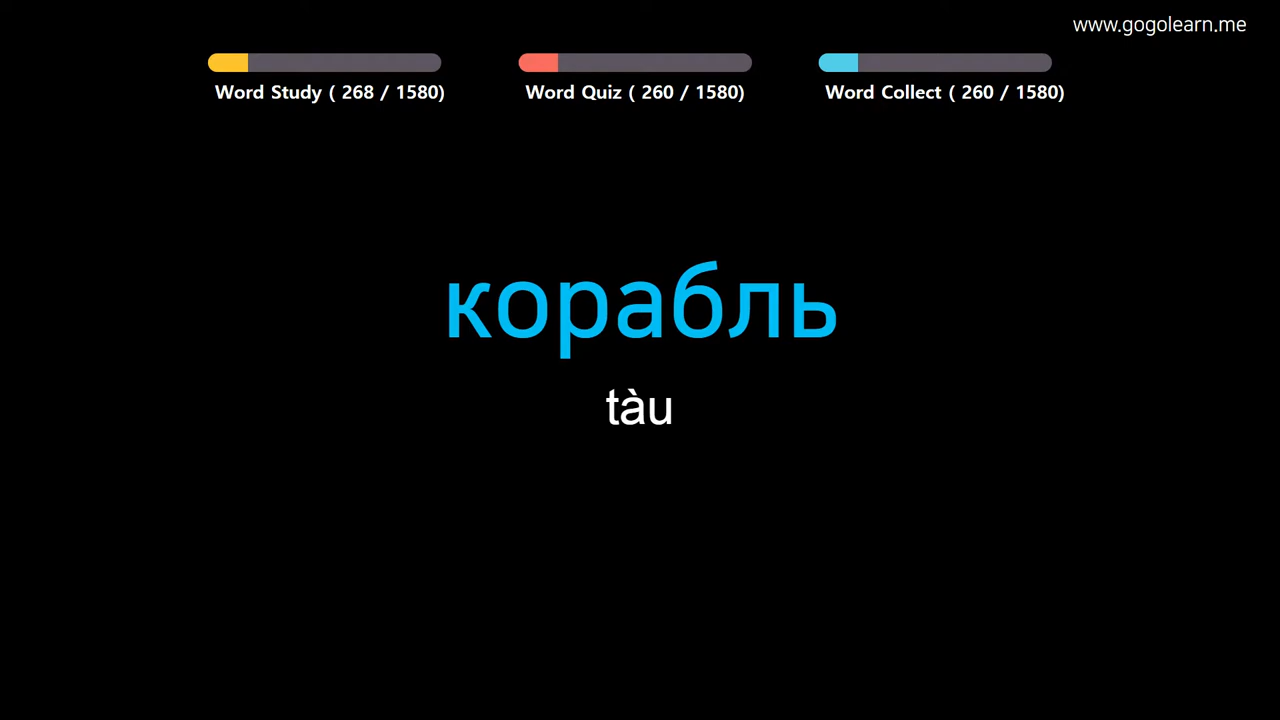 www.gogolearn.me
Word Study ( 268 / 1580)
Word Quiz ( 260 / 1580)
Word Collect ( 260 / 1580)
корабль
tàu